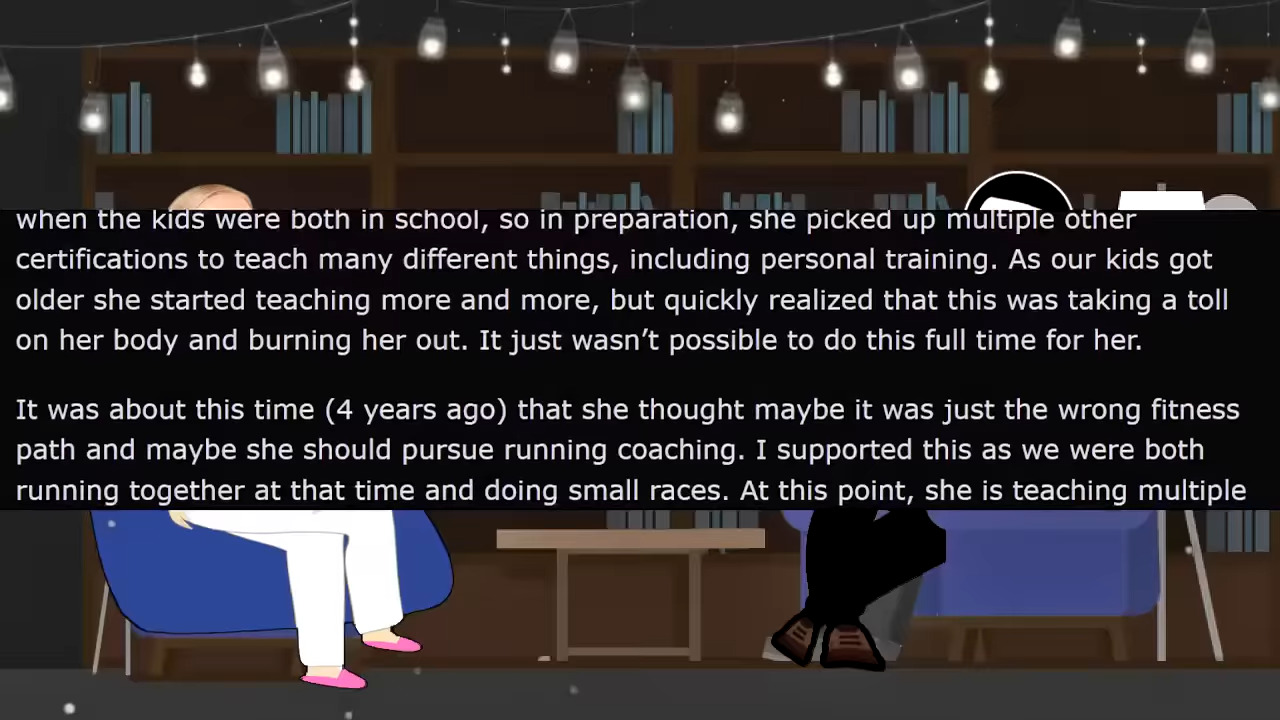 when the kids were both in school, so in preparation, she picked up multiple other
certifications to teach many different things, including personal training. As our kids got
older she started teaching more and more, but quickly realized that this was taking a toll
on her body and burning her out. It just wasn’t possible to do this full time for her.
It was about this time (4 years ago) that she thought maybe it was just the wrong fitness
path and maybe she should pursue running coaching. I supported this as we were both
running together at that time and doing small races. At this point, she is teaching multiple